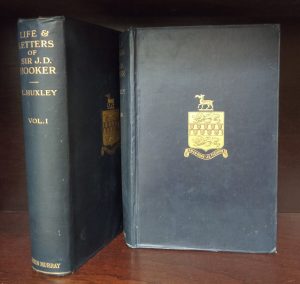 LIFE &
LETTERS
OF
SIR J. D.
HOOKER
HUXLEY
VOL. I
JOHN MURRAY